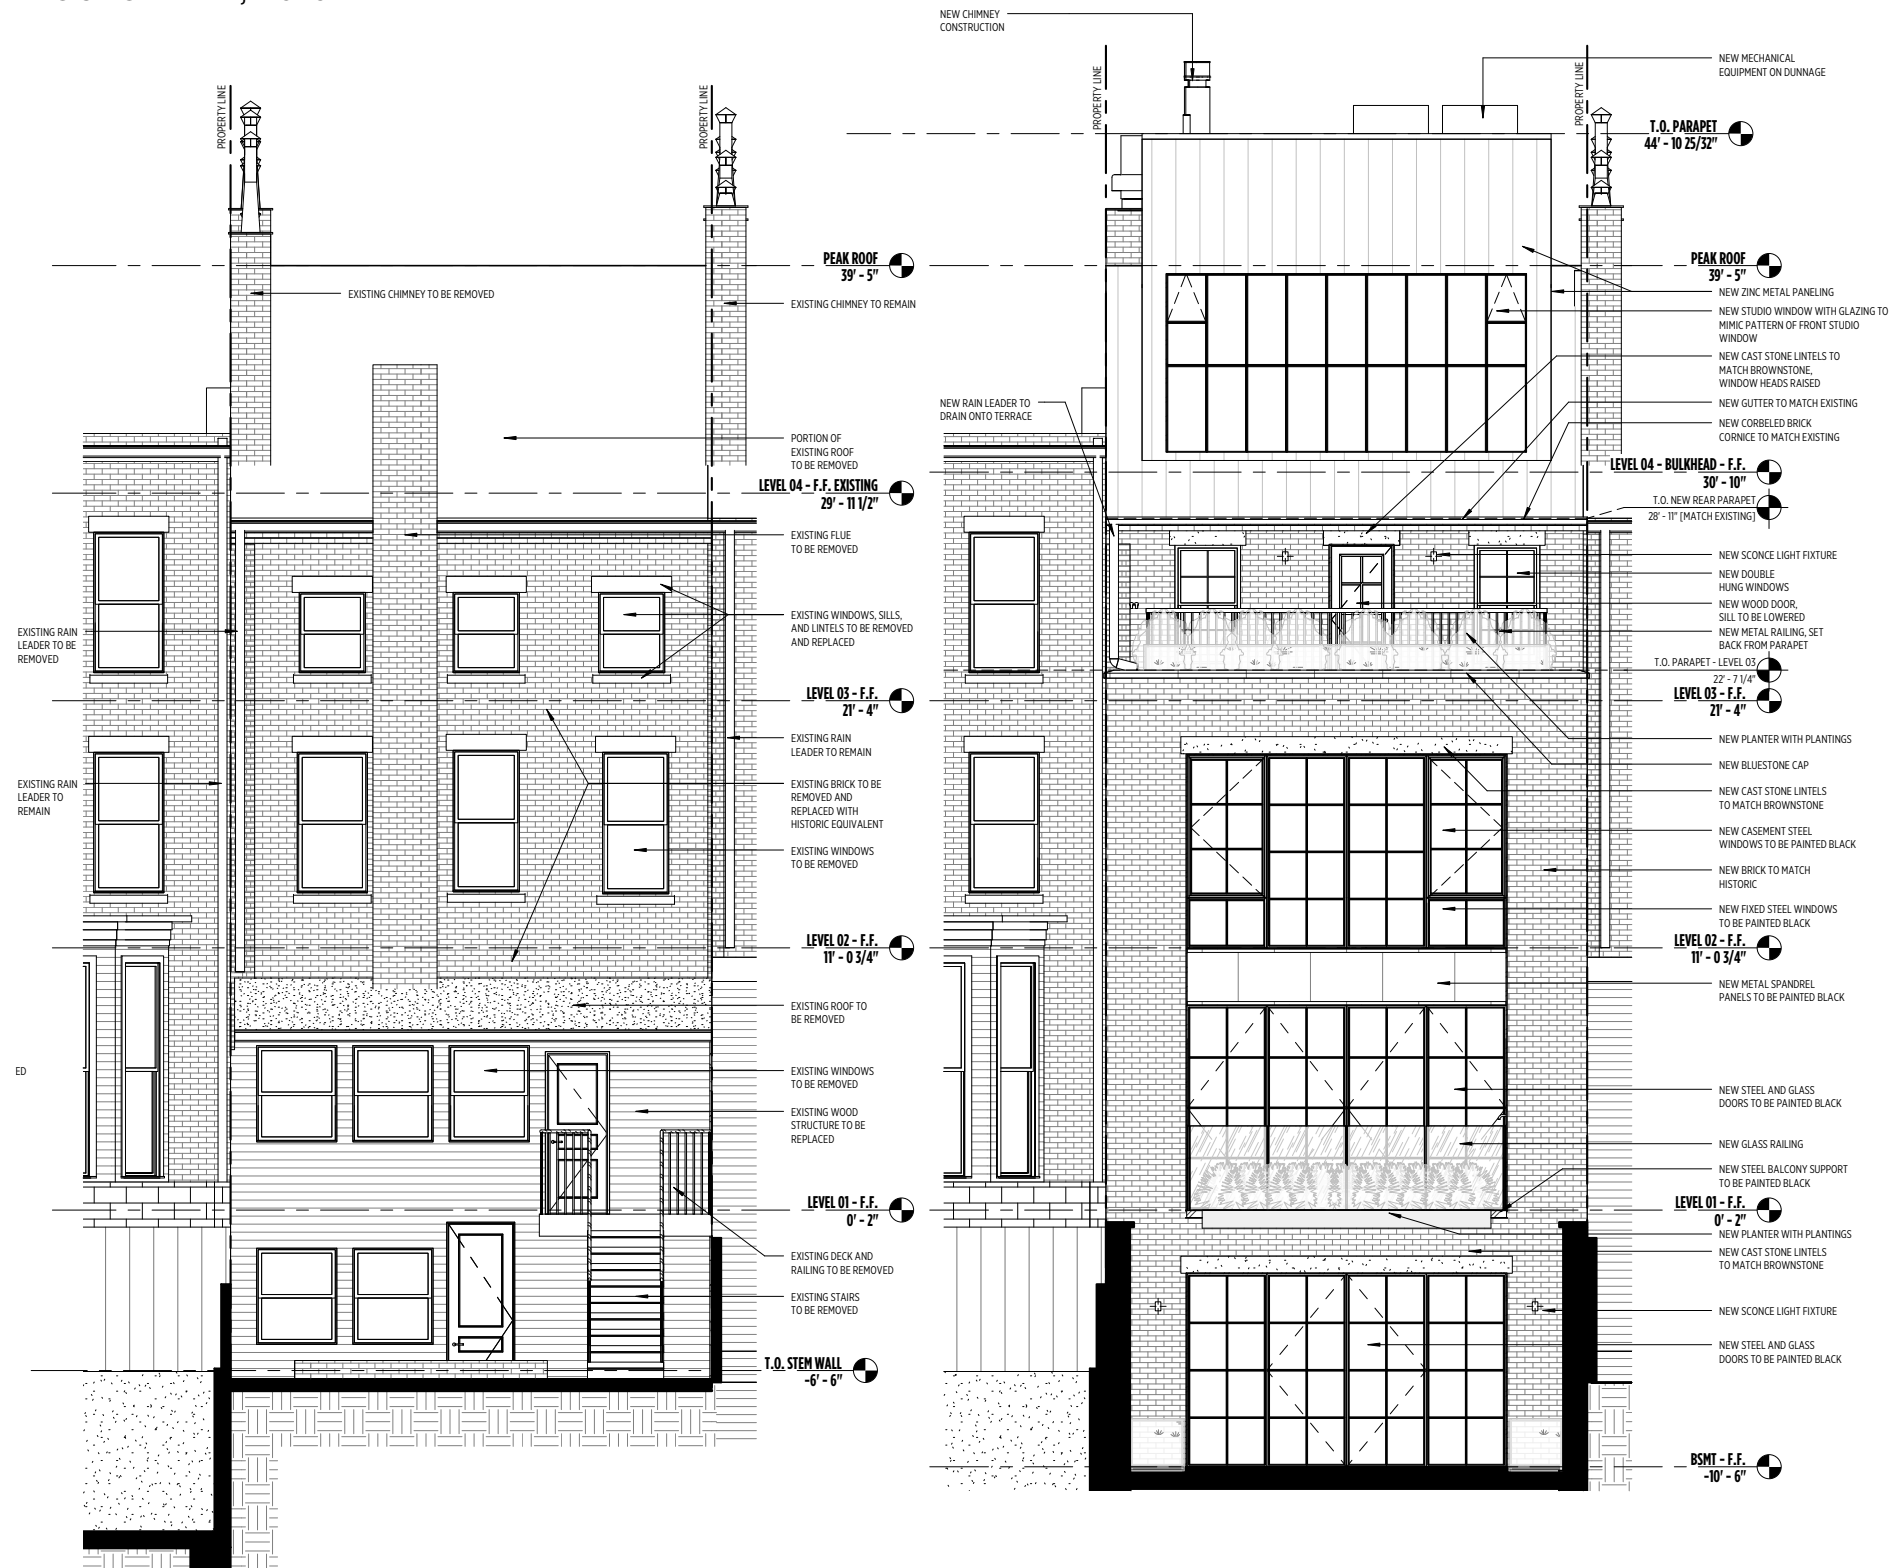 PROPERTY LINE
PROPERTY LINE
PEAK ROOF
39' - 5"
EXISTING CHIMNEY TO BE REMOVED
EXISTING CHIMNEY TO REMAIN
PORTION OF
EXISTING ROOF
TO BE REMOVED
LEVEL 04 - F.F. EXISTING
29' - 11 1/2"
EXISTING FLUE
TO BE REMOVED
EXISTING WINDOWS, SILLS,
AND LINTELS TO BE REMOVED
AND REPLACED
EXISTING RAIN
LEADER TO BE
REMOVED
LEVEL 03 - F.F.
21' - 4"
EXISTING RAIN
LEADER TO REMAIN
EXISTING RAIN
LEADER TO
REMAIN
EXISTING BRICK TO BE
REMOVED AND
REPLACED WITH
HISTORIC EQUIVALENT
EXISTING WINDOWS
TO BE REMOVED
LEVEL 02 - F.F.
11' - 0 3/4"
EXISTING ROOF TO
BE REMOVED
ED
EXISTING WINDOWS
TO BE REMOVED
EXISTING WOOD
STRUCTURE TO BE
REPLACED
LEVEL 01 - F.F.
0' - 2"
EXISTING DECK AND
RAILING TO BE REMOVED
EXISTING STAIRS
TO BE REMOVED
T.O. STEM WALL
-6' - 6"
NEW CHIMNEY
CONSTRUCTION
PROPERTY LINE
PROPERTY LINE
NEW MECHANICAL
EQUIPMENT ON DUNNAGE
T.O. PARAPET
44' - 10 25/32"
PEAK ROOF
39' - 5"
NEW ZINC METAL PANELING
NEW STUDIO WINDOW WITH GLAZING TO
MIMIC PATTERN OF FRONT STUDIO
WINDOW
NEW CAST STONE LINTELS TO
MATCH BROWNSTONE,
WINDOW HEADS RAISED
NEW RAIN LEADER TO
DRAIN ONTO TERRACE
NEW GUTTER TO MATCH EXISTING
NEW CORBELED BRICK
CORNICE TO MATCH EXISTING
LEVEL 04 - BULKHEAD - F.F.
30' - 10"
T.O. NEW REAR PARAPET
28' - 11" [MATCH EXISTING]
NEW SCONCE LIGHT FIXTURE
NEW DOUBLE
HUNG WINDOWS
NEW WOOD DOOR,
SILL TO BE LOWERED
NEW METAL RAILING, SET
BACK FROM PARAPET
T.O. PARAPET - LEVEL 03
22' - 7 1/4"
LEVEL 03 - F.F.
21' - 4"
NEW PLANTER WITH PLANTINGS
NEW BLUESTONE CAP
NEW CAST STONE LINTELS
TO MATCH BROWNSTONE
NEW CASEMENT STEEL
WINDOWS TO BE PAINTED BLACK
NEW BRICK TO MATCH
HISTORIC
NEW FIXED STEEL WINDOWS
TO BE PAINTED BLACK
LEVEL 02 - F.F.
11' - 0 3/4"
NEW METAL SPANDREL
PANELS TO BE PAINTED BLACK
NEW STEEL AND GLASS
DOORS TO BE PAINTED BLACK
NEW GLASS RAILING
NEW STEEL BALCONY SUPPORT
TO BE PAINTED BLACK
LEVEL 01 - F.F.
0' - 2"
NEW PLANTER WITH PLANTINGS
NEW CAST STONE LINTELS
TO MATCH BROWNSTONE
NEW SCONCE LIGHT FIXTURE
NEW STEEL AND GLASS
DOORS TO BE PAINTED BLACK
BSMT - F.F.
-10' - 6"